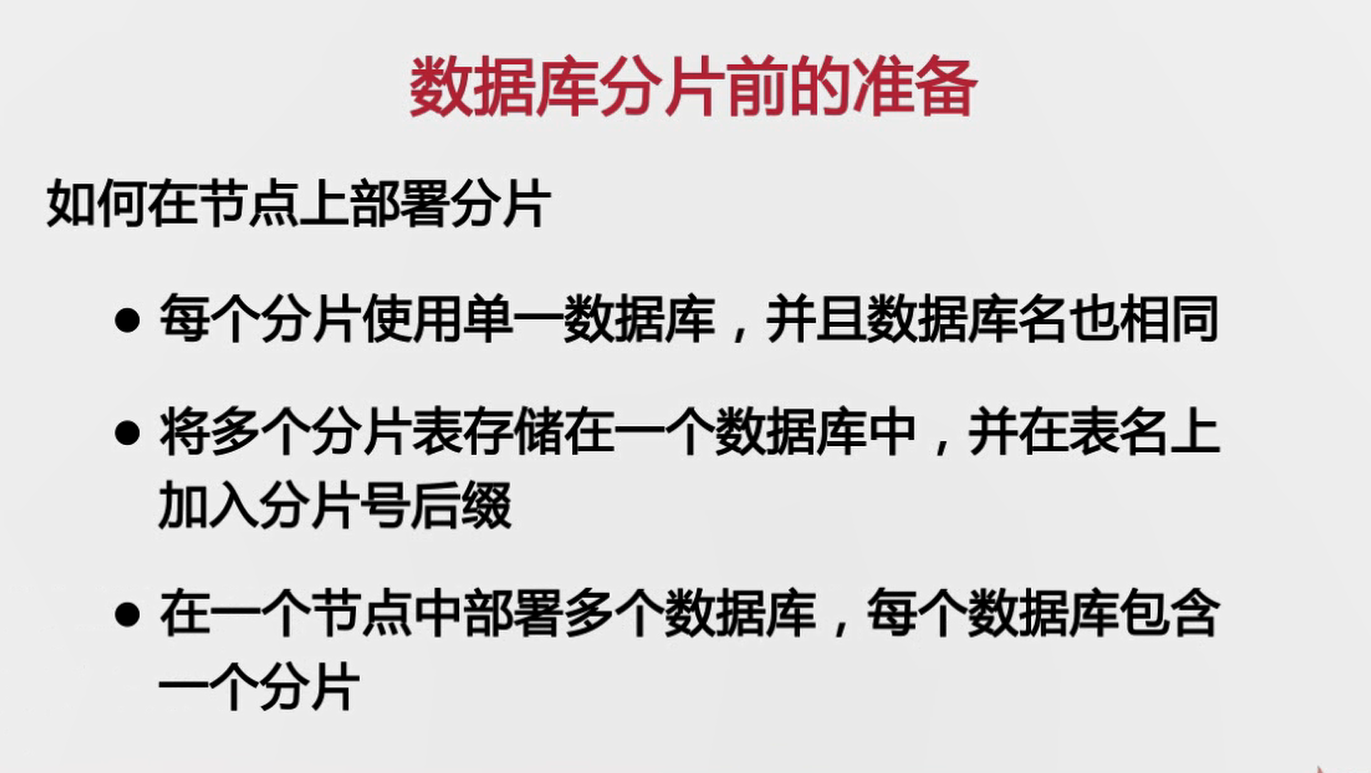 数据库分片前的准备
如何在节点上部署分片
● 每个分片使用单一数据库，并且数据库名也相同
● 将多个分片表存储在一个数据库中，并在表名上
加入分片号后缀
● 在一个节点中部署多个数据库，每个数据库包含
一个分片